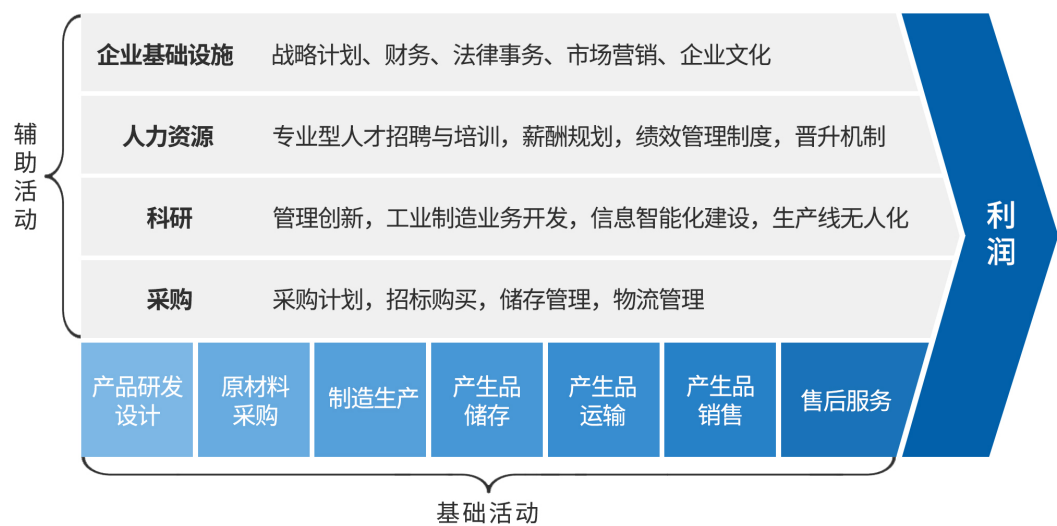 辅助活动
企业基础设施 战略计划、财务、法律事务、市场营销、企业文化
人力资源 专业型人才招聘与培训，薪酬规划，绩效管理制度，晋升机制
科研 管理创新，工业制造业务开发，信息智能化建设，生产线无人化
采购 采购计划，招标购买，储存管理，物流管理
利润
产品研发
设计
原材料
采购
制造生产
产生品
储存
产生品
运输
产生品
销售
售后服务
基础活动